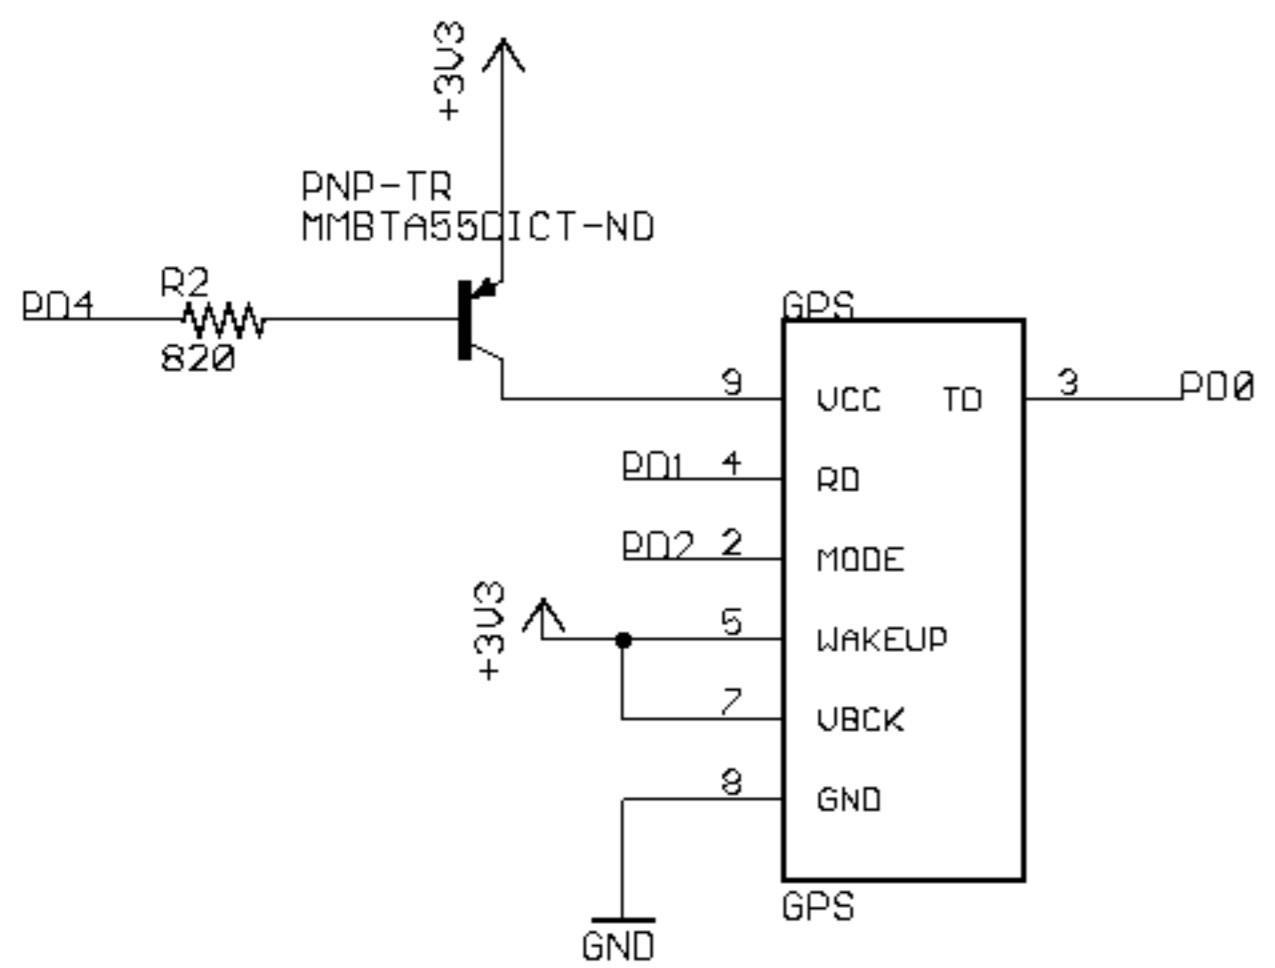 +3V3
PNP-TR
MMBTA55DICT-ND
PD4
R2
820
GPS
9
VCC
TD
3
PD0
PD1
4
RD
PD2
2
MODE
+3V3
5
WAKEUP
7
VBCK
8
GND
GPS
GND